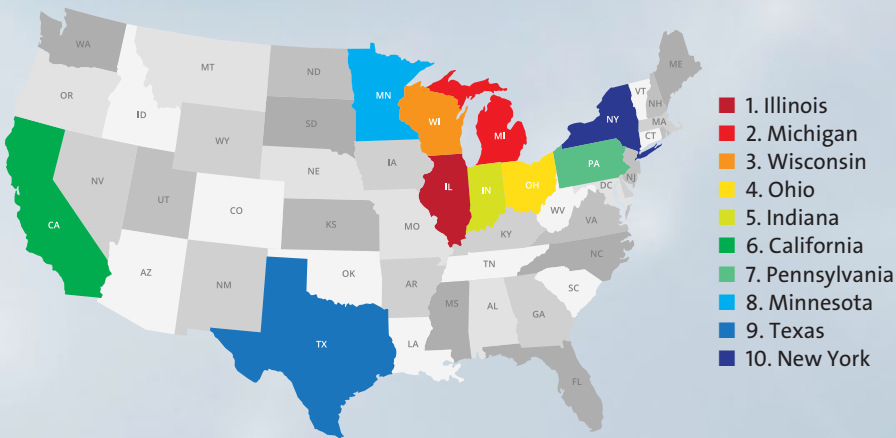 WA
MT
ND
MN
ME
OR
ID
SD
WI
MI
NY
VT
NH
MA
CT
WY
IA
NE
PA
NJ
NV
UT
CO
IL
IN
OH
DC
WV
VA
CA
KS
MO
KY
AZ
NM
OK
TN
NC
AR
SC
MS
AL
GA
TX
LA
FL
1. Illinois
2. Michigan
3. Wisconsin
4. Ohio
5. Indiana
6. California
7. Pennsylvania
8. Minnesota
9. Texas
10. New York